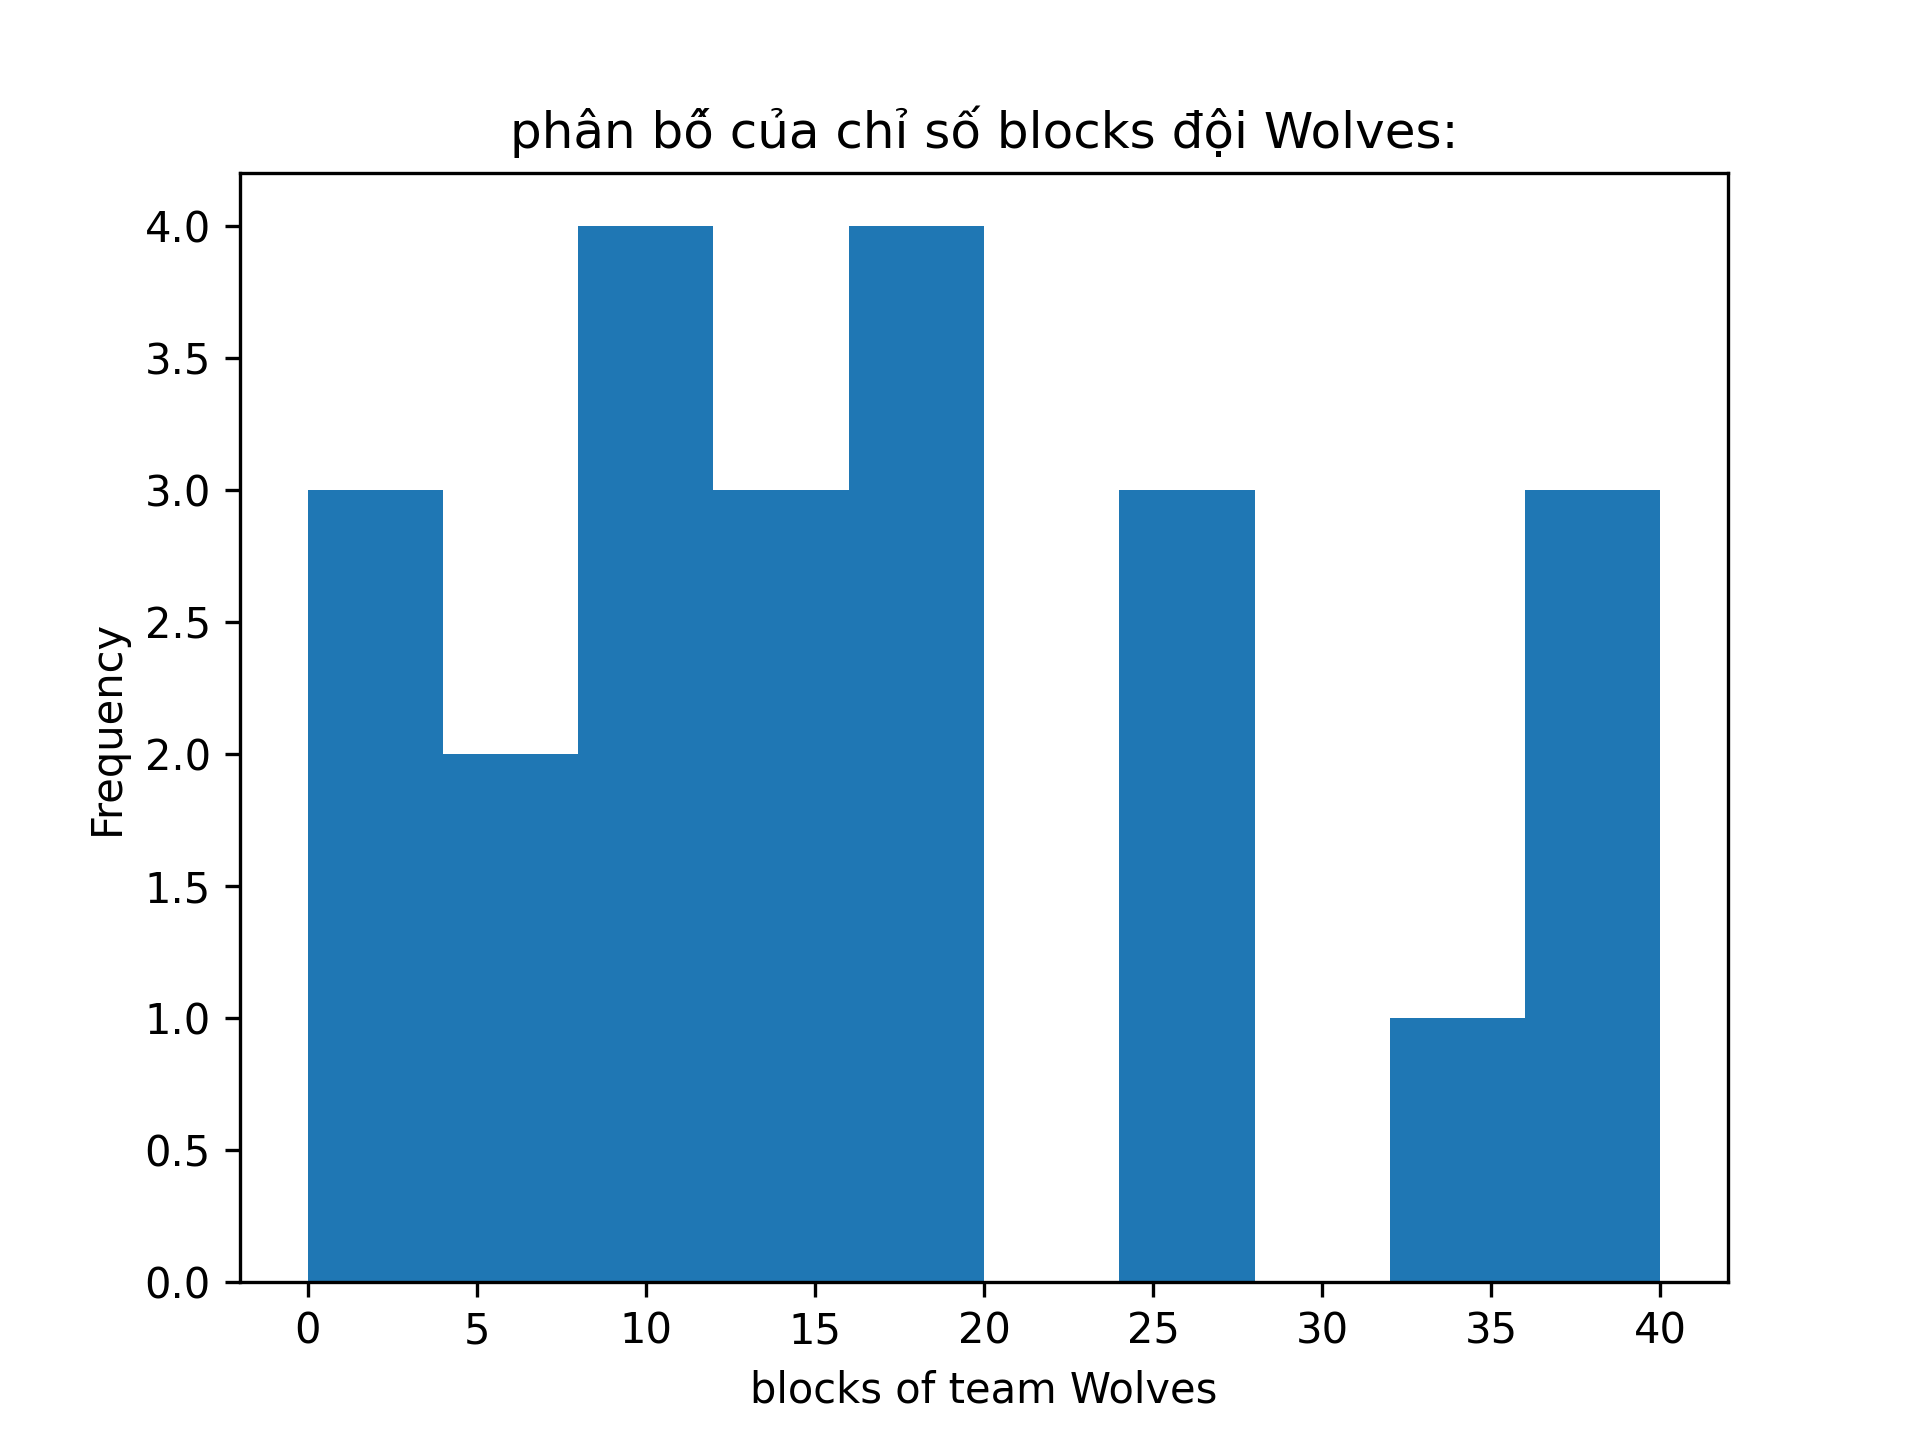 phân bố của chỉ số blocks đội Wolves:
4.0
3.5
3.0
2.5
2.0
1.5
1.0
0.5
0.0
Frequency
0 5 10 15 20 25 30 35 40
blocks of team Wolves